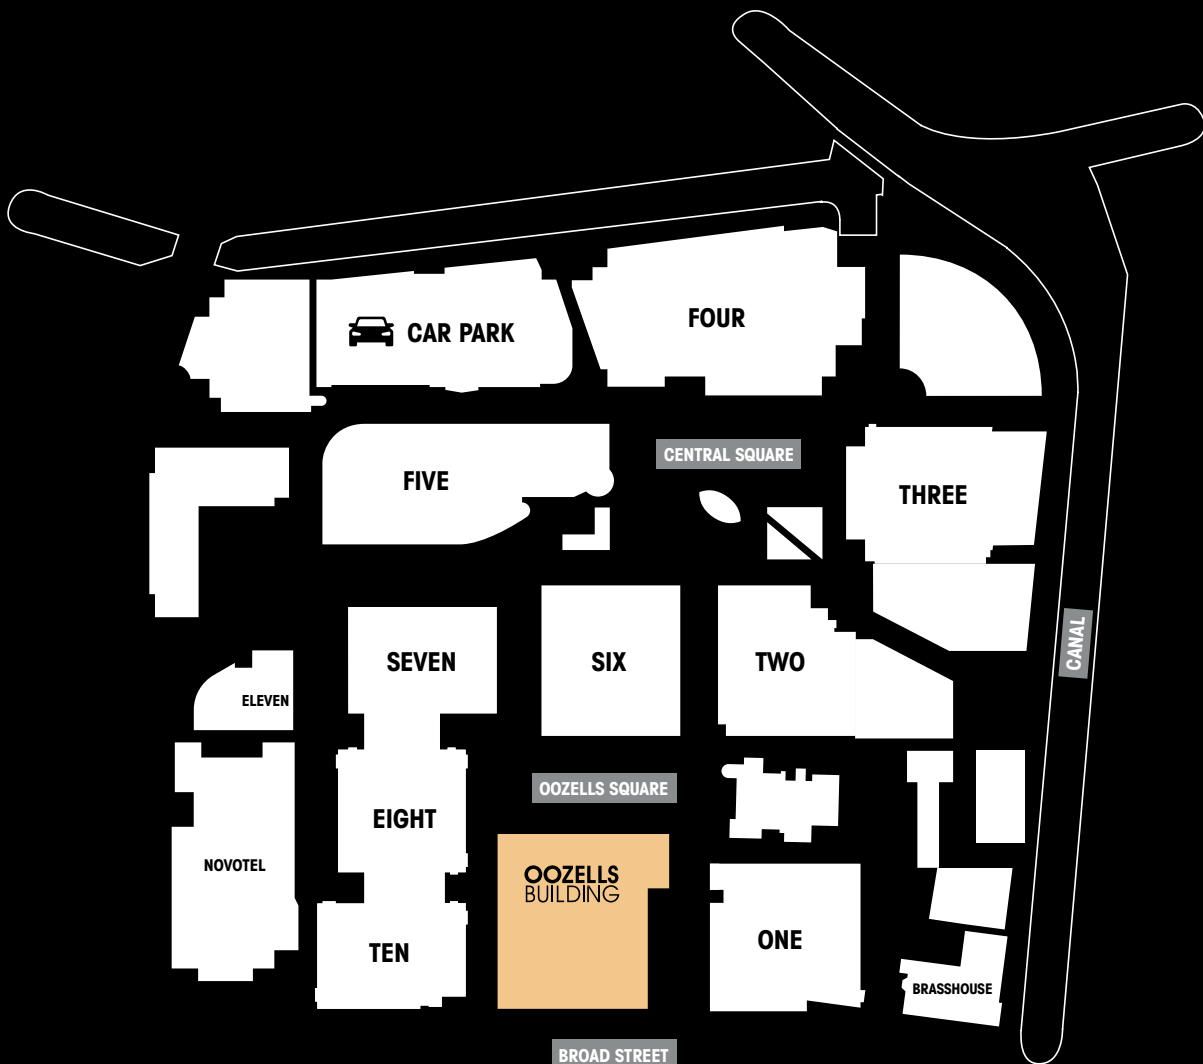 FOUR
CAR PARK
CENTRAL SQUARE
FIVE
THREE
CANAL
SEVEN
SIX
TWO
ELEVEN
OOZELLS SQUARE
EIGHT
NOVOTEL
OOZELLS
BUILDING
ONE
TEN
BRASSHOUSE
BROAD STREET